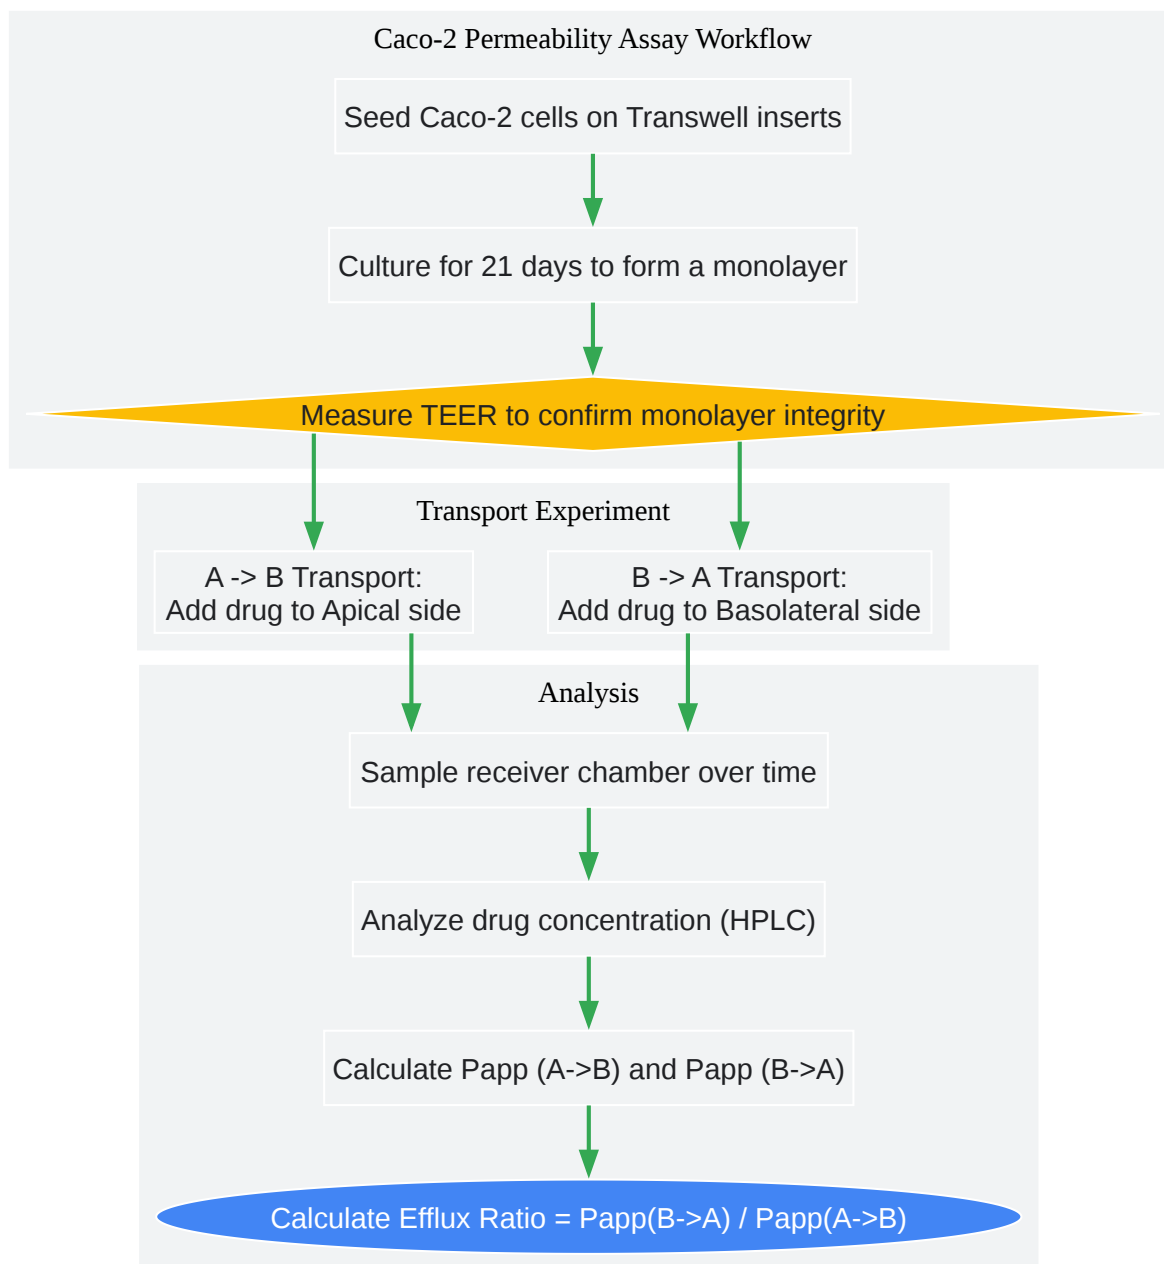 Caco-2 Permeability Assay Workflow
Seed Caco-2 cells on Transwell inserts
Culture for 21 days to form a monolayer
Measure TEER to confirm monolayer integrity
Transport Experiment
A -> B Transport:
Add drug to Apical side
B -> A Transport:
Add drug to Basolateral side
Analysis
Sample receiver chamber over time
Analyze drug concentration (HPLC)
Calculate Papp (A->B) and Papp (B->A)
Calculate Efflux Ratio = Papp(B->A) / Papp(A->B)